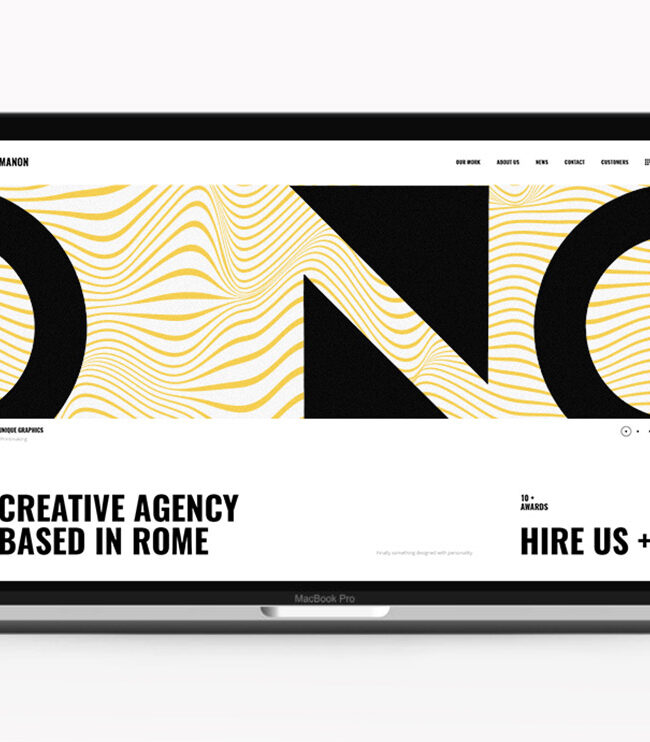 MANON
OUR WORK ABOUT US NEWS CONTACT CUSTOMERS
UNIQUE GRAPHICS
Printmaking
CREATIVE AGENCY
BASED IN ROME
Finally something designed with personality.
10 +
AWARDS
HIRE US +
MacBook Pro